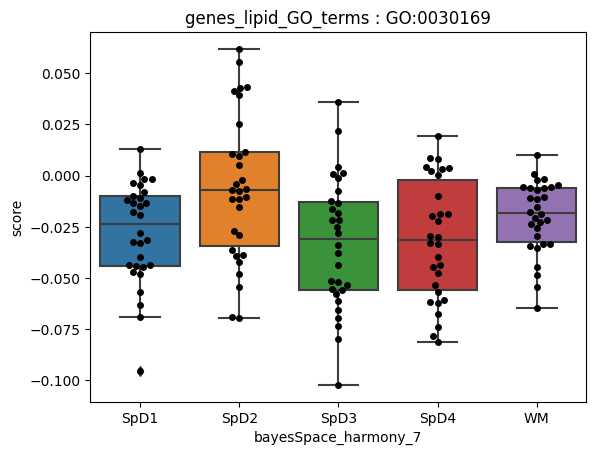 genes_lipid_GO_terms : GO:0030169
score
0.050
0.025
0.000
−0.025
−0.050
−0.075
−0.100
SpD1 SpD2 SpD3 SpD4 WM
bayesSpace_harmony_7